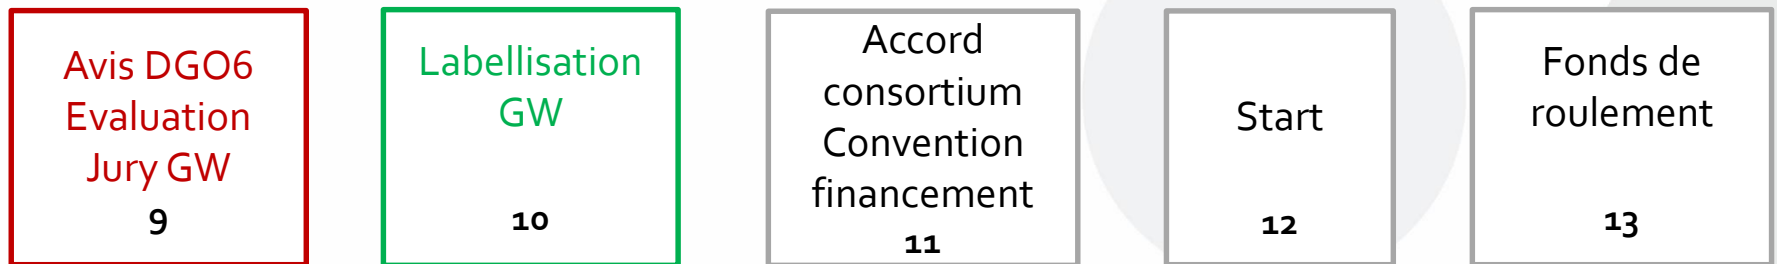 Avis DGO6
Evaluation
Jury GW
9
Labellisation
GW
10
Accord
consortium
Convention
financement
11
Start
12
Fonds de
roulement
13